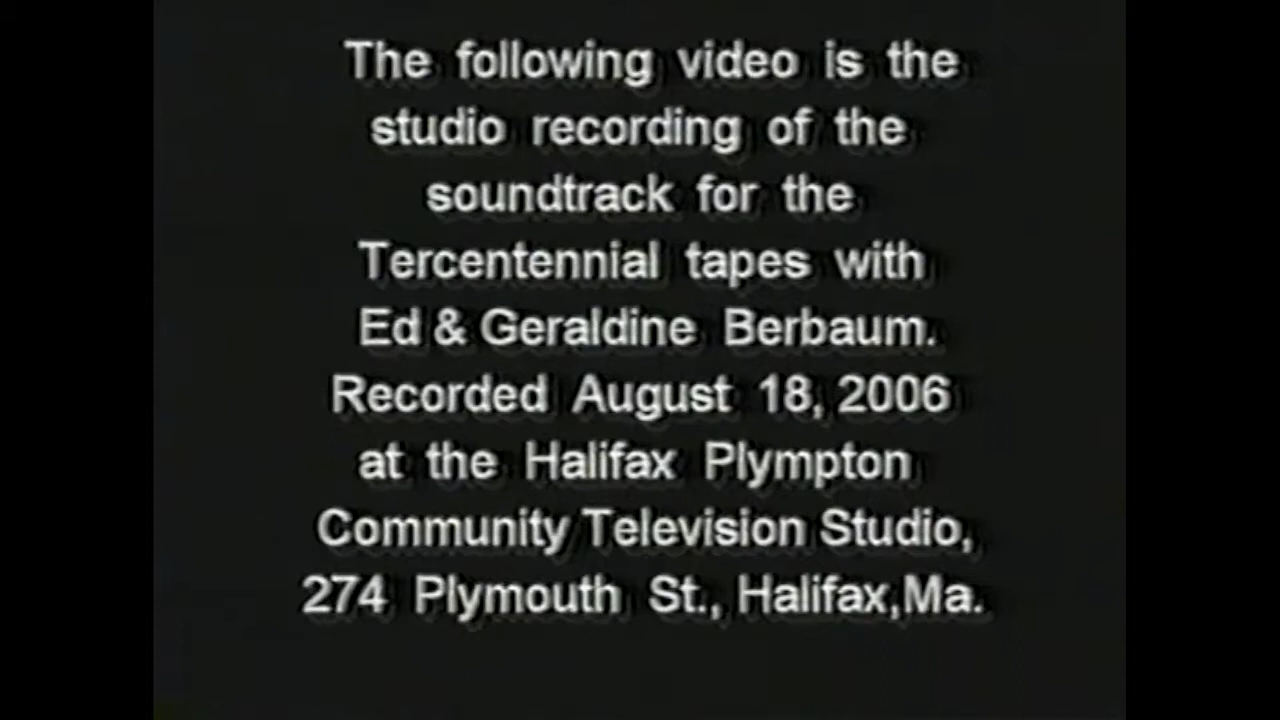 The following video is the
studio recording of the
soundtrack for the
Tercentennial tapes with
Ed & Geraldine Berbaum.
Recorded August 18, 2006
at the Halifax Plympton
Community Television Studio,
274 Plymouth St., Halifax,Ma.